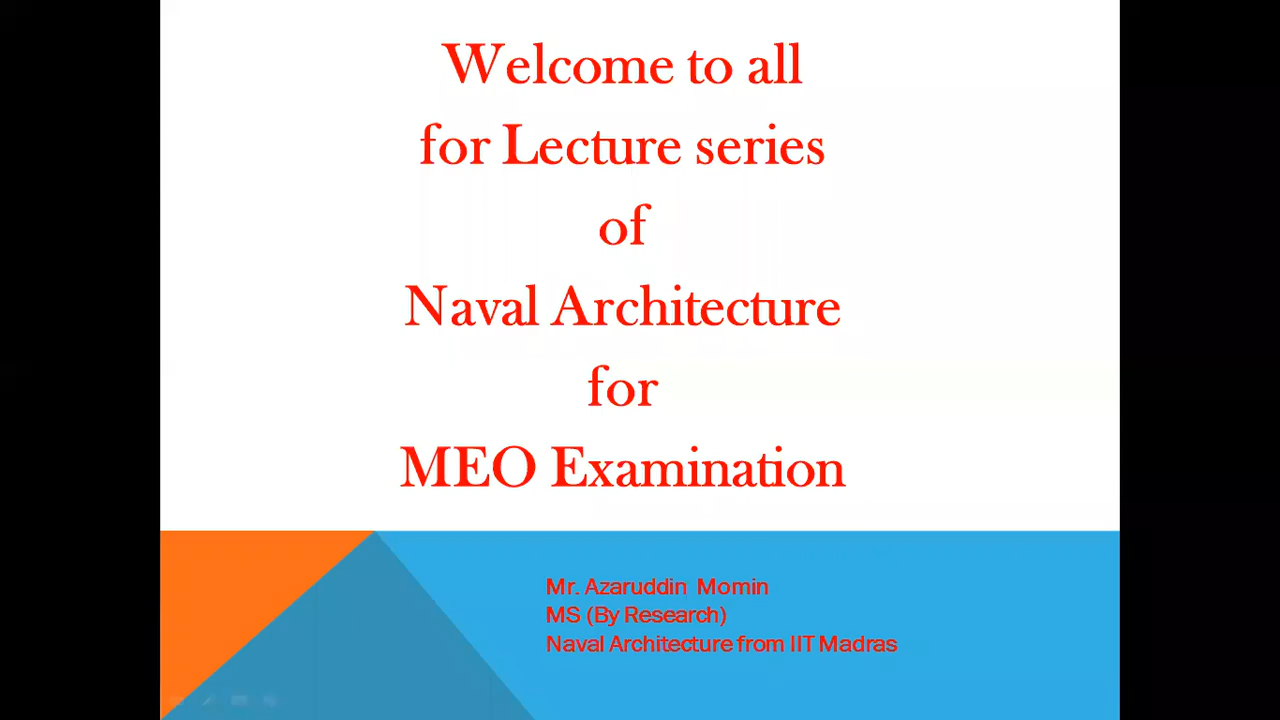 Welcome to all
for Lecture series
of
Naval Architecture
for
MEO Examination
Mr. Azaruddin Momin
MS (By Research)
Naval Architecture from IIT Madras